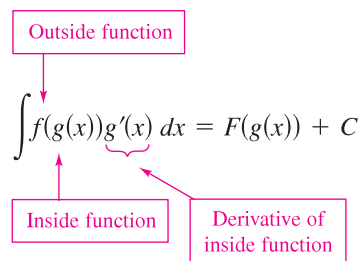 Outside function
∫f(g(x))g′(x) dx = F(g(x)) + C
Inside function
Derivative of
inside function